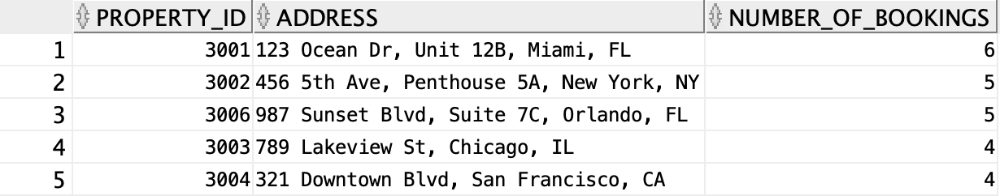 PROPERTY_ID ADDRESS NUMBER_OF_BOOKINGS
1 3001 123 Ocean Dr, Unit 12B, Miami, FL 6
2 3002 456 5th Ave, Penthouse 5A, New York, NY 5
3 3006 987 Sunset Blvd, Suite 7C, Orlando, FL 5
4 3003 789 Lakeview St, Chicago, IL 4
5 3004 321 Downtown Blvd, San Francisco, CA 4